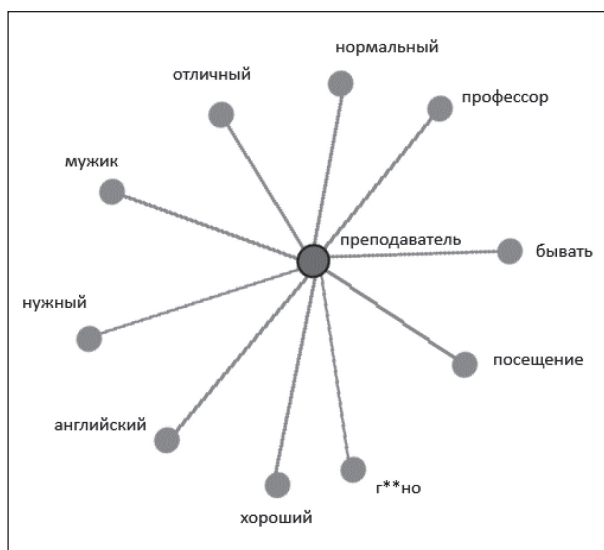 нормальный
отличный
профессор
мужик
преподаватель
бывать
нужный
посещение
английский
г**но
хороший